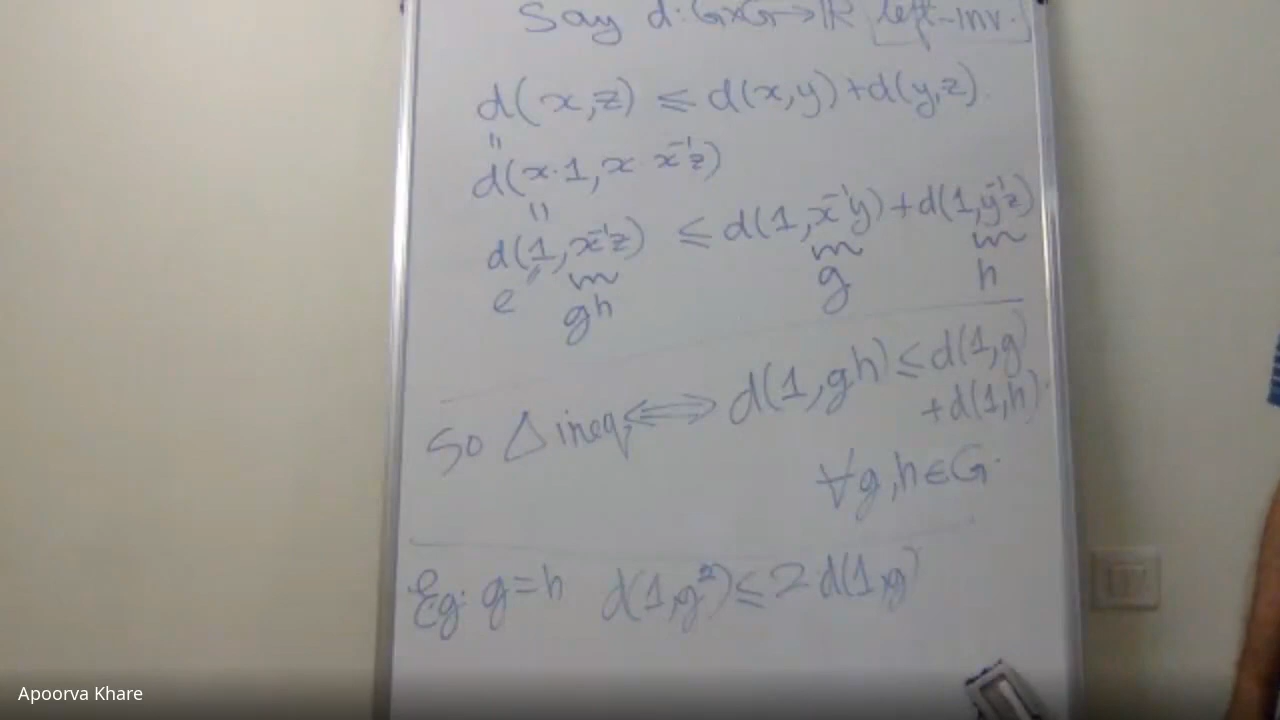 Say d: G×G→ℝ left-inv.
d(x,z) ≤ d(x,y)+d(y,z).
"
d(x·1, x x⁻¹z)
"
d(1, x⁻¹z) ≤ d(1, x⁻¹y)+d(1, y⁻¹z)
e " gh g h
So Δ ineq. ⟺ d(1,gh) ≤ d(1,g)
+d(1,h).
∀g,h∈G.
Eg: g=h d(1,g²) ≤ 2 d(1,g)
Apoorva Khare